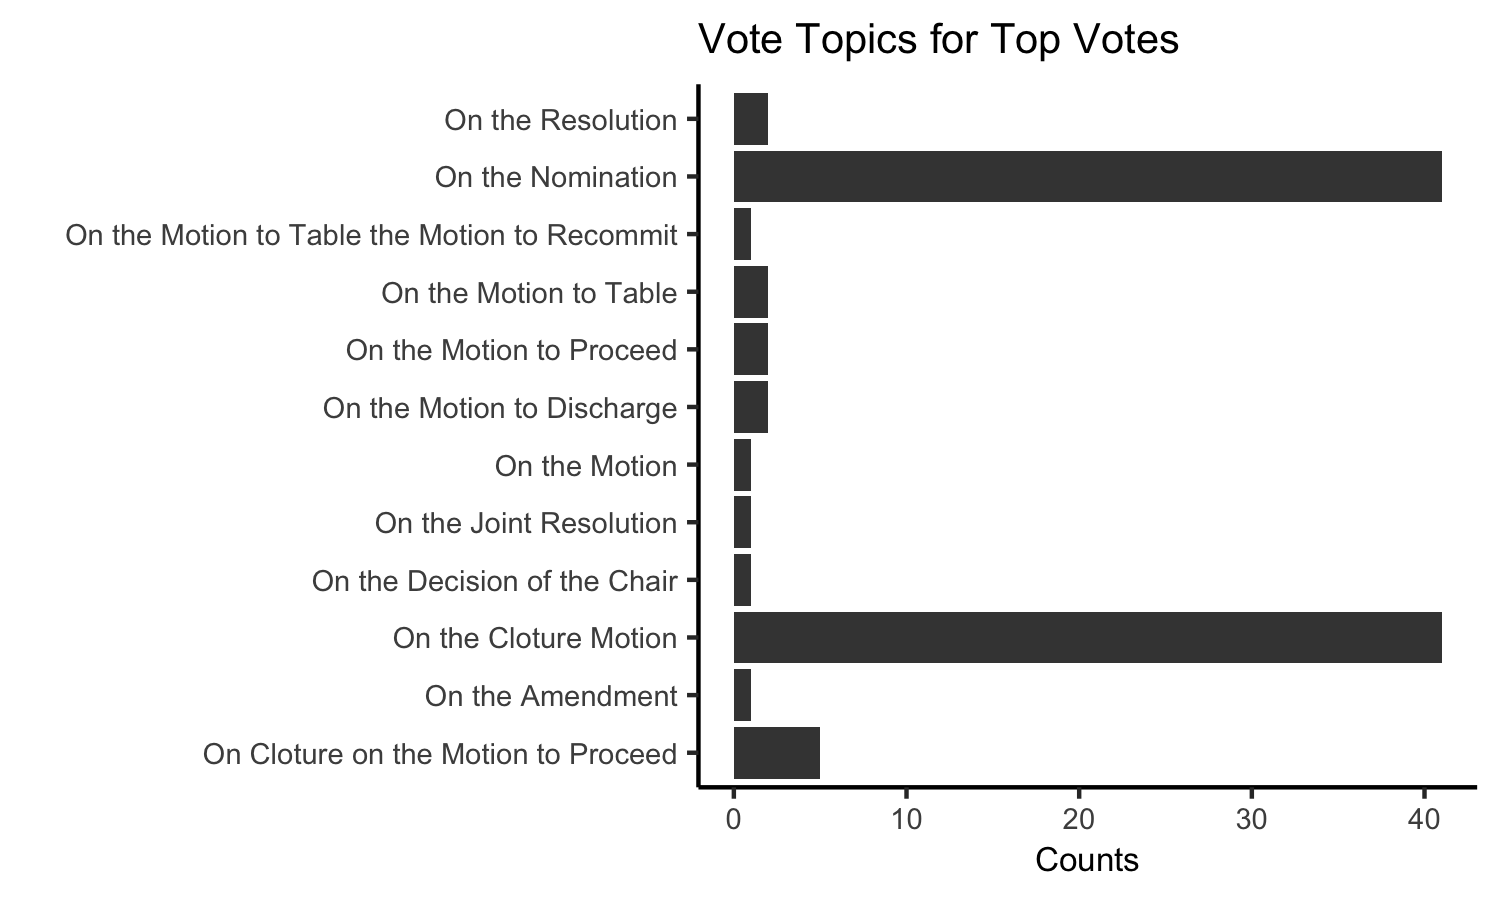 Vote Topics for Top Votes
On the Resolution
On the Nomination
On the Motion to Table the Motion to Recommit
On the Motion to Table
On the Motion to Proceed
On the Motion to Discharge
On the Motion
On the Joint Resolution
On the Decision of the Chair
On the Cloture Motion
On the Amendment
On Cloture on the Motion to Proceed
0 10 20 30 40
Counts